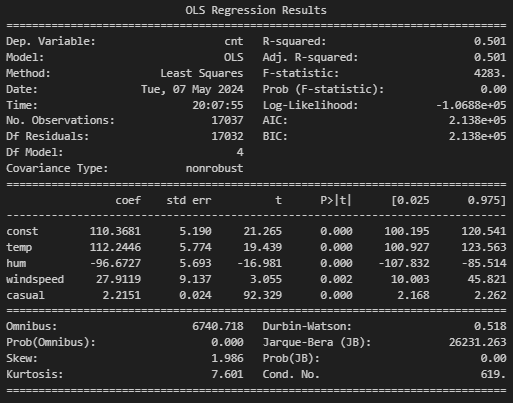 OLS Regression Results
==============================================================================
Dep. Variable: cnt R-squared: 0.501
Model: OLS Adj. R-squared: 0.501
Method: Least Squares F-statistic: 4283.
Date: Tue, 07 May 2024 Prob (F-statistic): 0.00
Time: 20:07:55 Log-Likelihood: -1.0688e+05
No. Observations: 17037 AIC: 2.138e+05
Df Residuals: 17032 BIC: 2.138e+05
Df Model: 4
Covariance Type: nonrobust
==============================================================================
coef std err t P>|t| [0.025 0.975]
------------------------------------------------------------------------------
const 110.3681 5.190 21.265 0.000 100.195 120.541
temp 112.2446 5.774 19.439 0.000 100.927 123.563
hum -96.6727 5.693 -16.981 0.000 -107.832 -85.514
windspeed 27.9119 9.137 3.055 0.002 10.003 45.821
casual 2.2151 0.024 92.329 0.000 2.168 2.262
==============================================================================
Omnibus: 6740.718 Durbin-Watson: 0.518
Prob(Omnibus): 0.000 Jarque-Bera (JB): 26231.263
Skew: 1.986 Prob(JB): 0.00
Kurtosis: 7.601 Cond. No. 619.
==============================================================================